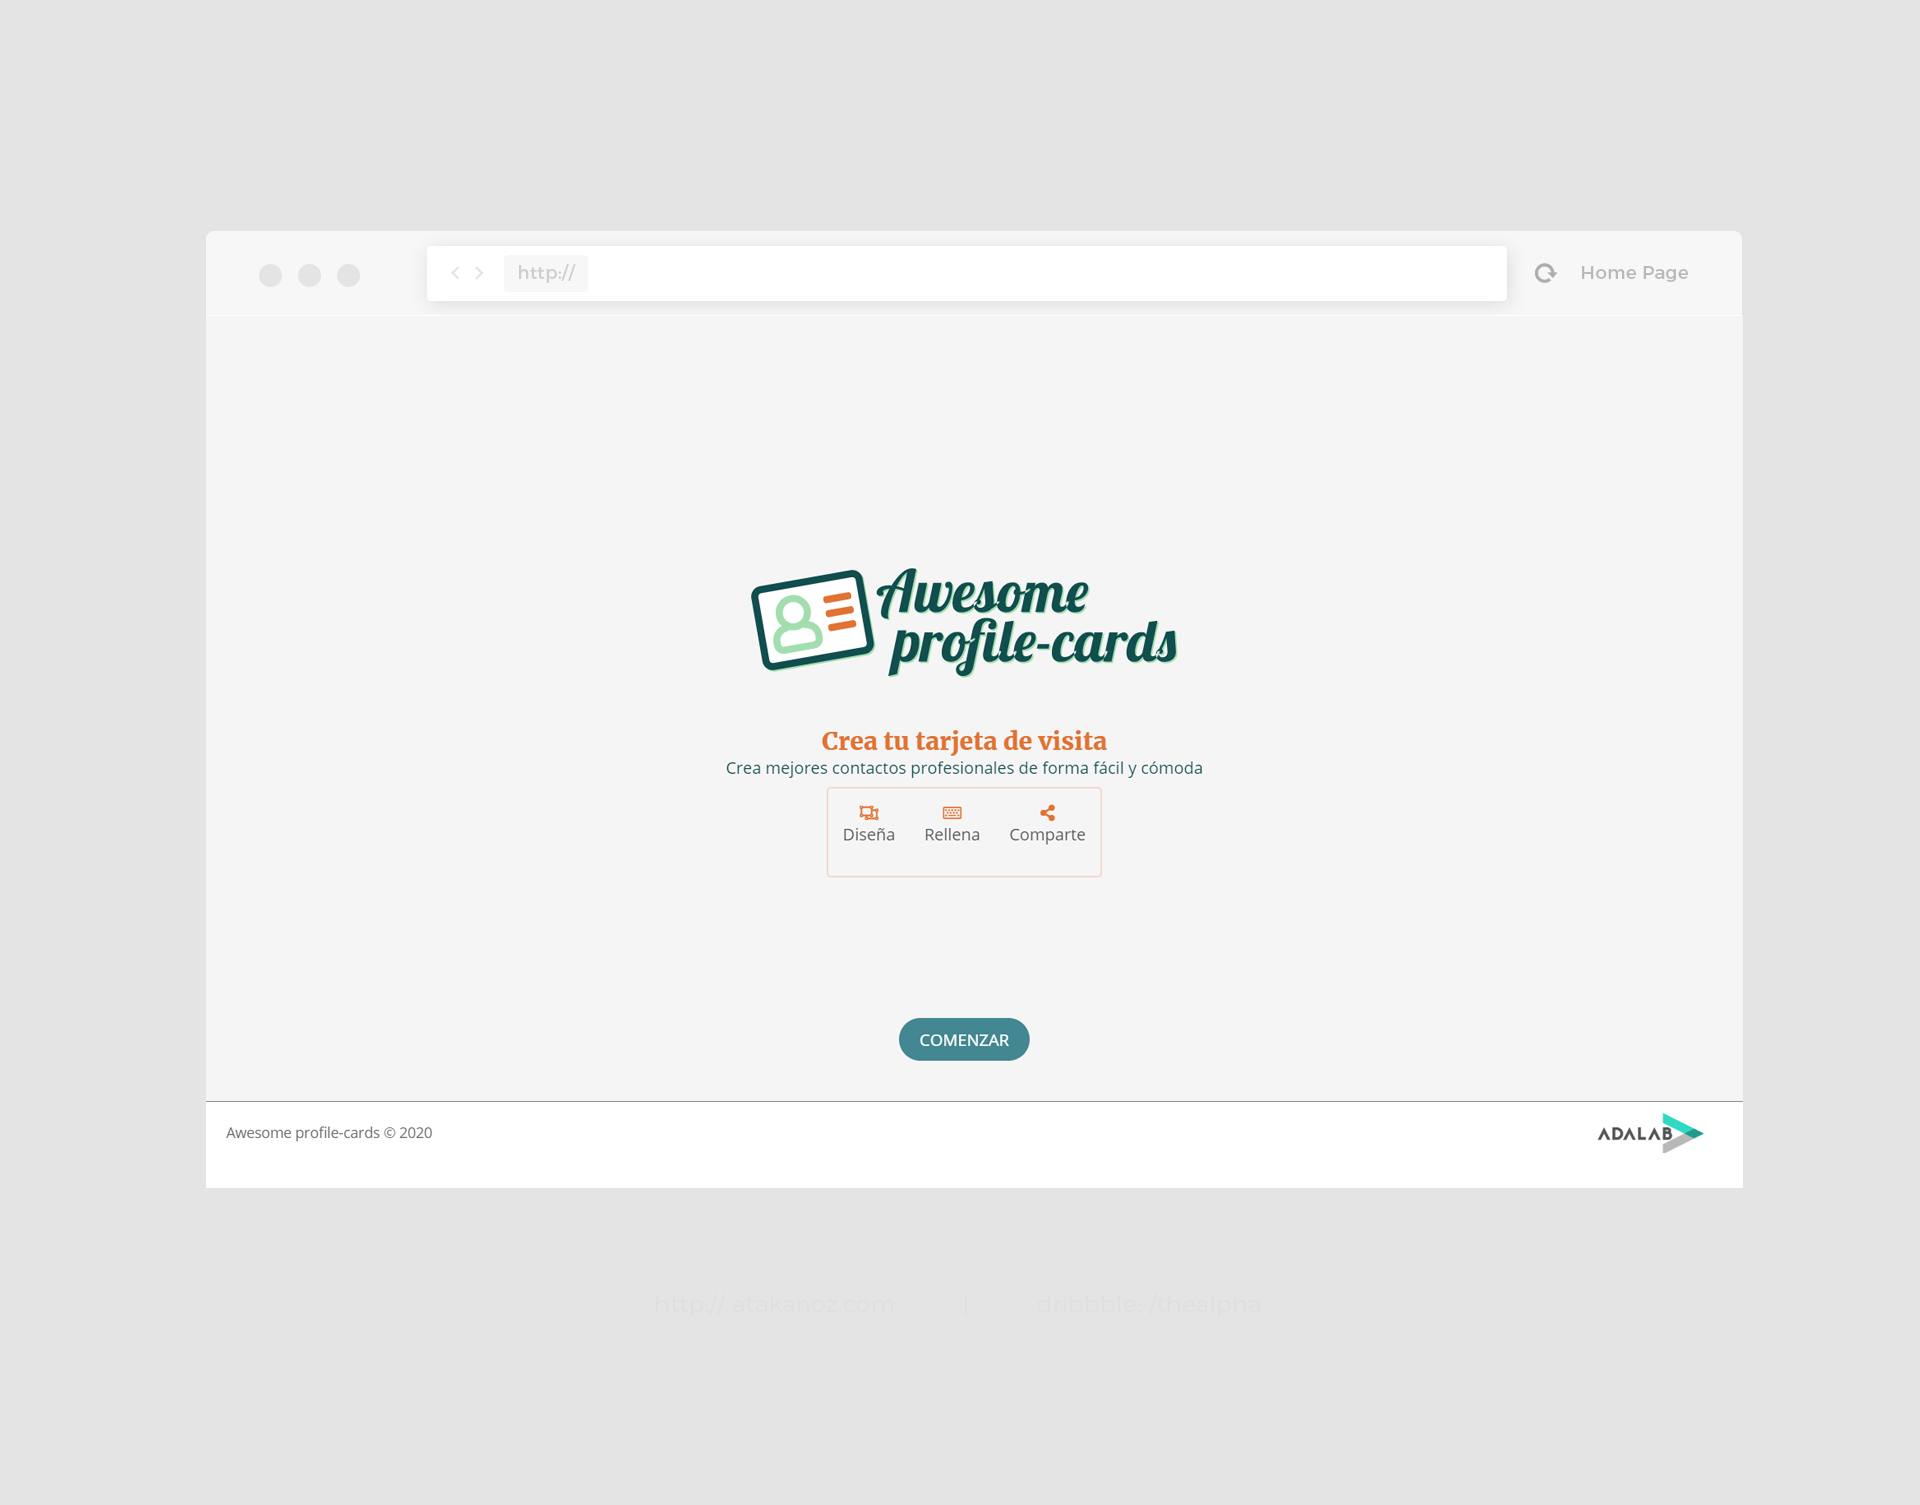 http://
Home Page
Awesome
profile-cards
Crea tu tarjeta de visita
Crea mejores contactos profesionales de forma fácil y cómoda
Diseña Rellena Comparte
COMENZAR
Awesome profile-cards © 2020
ADALAB
http:// atakanoz.com | dribbble: /thealpha